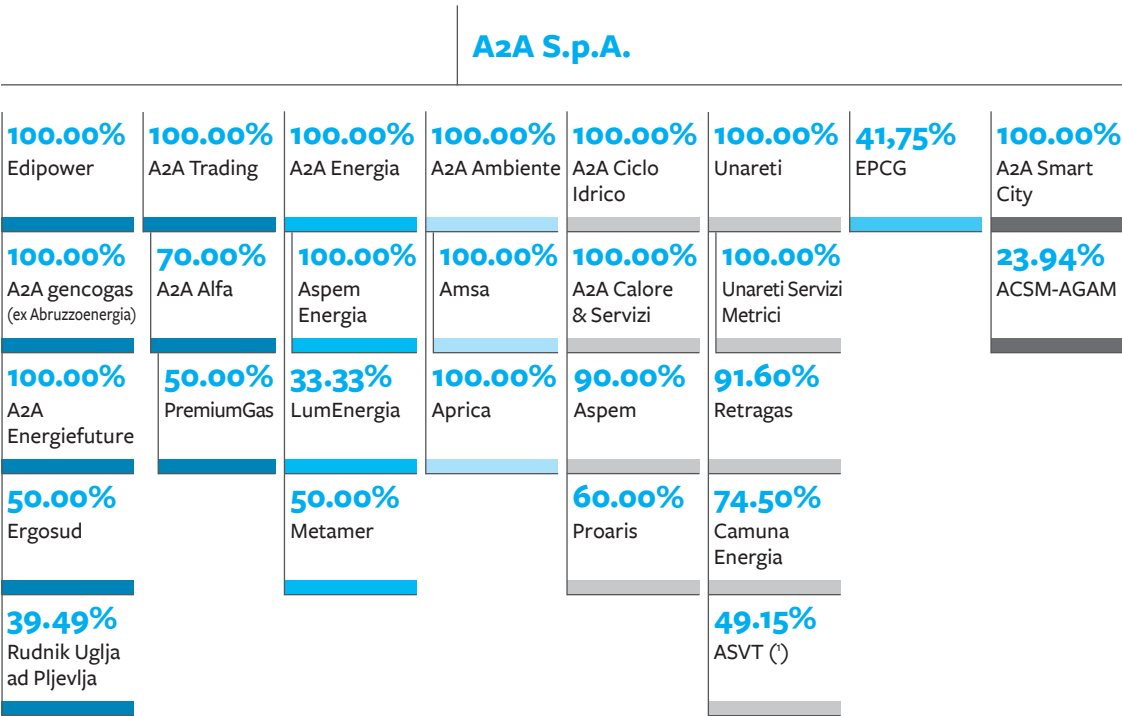 A2A S.p.A.
100.00%
Edipower
100.00%
A2A Trading
100.00%
A2A Energia
100.00%
A2A Ambiente
100.00%
A2A Ciclo
Idrico
100.00%
Unareti
41,75%
EPCG
100.00%
A2A Smart
City
100.00%
A2A gencogas
(ex Abruzzoenergia)
70.00%
A2A Alfa
100.00%
Aspem
Energia
100.00%
Amsa
100.00%
A2A Calore
& Servizi
100.00%
Unareti Servizi
Metrici
23.94%
ACSM-AGAM
100.00%
A2A
Energiefuture
50.00%
PremiumGas
33.33%
LumEnergia
100.00%
Aprica
90.00%
Aspem
91.60%
Retragas
50.00%
Ergosud
50.00%
Metamer
60.00%
Proaris
74.50%
Camuna
Energia
39.49%
Rudnik Uglja
ad Pljevlja
49.15%
ASVT (¹)